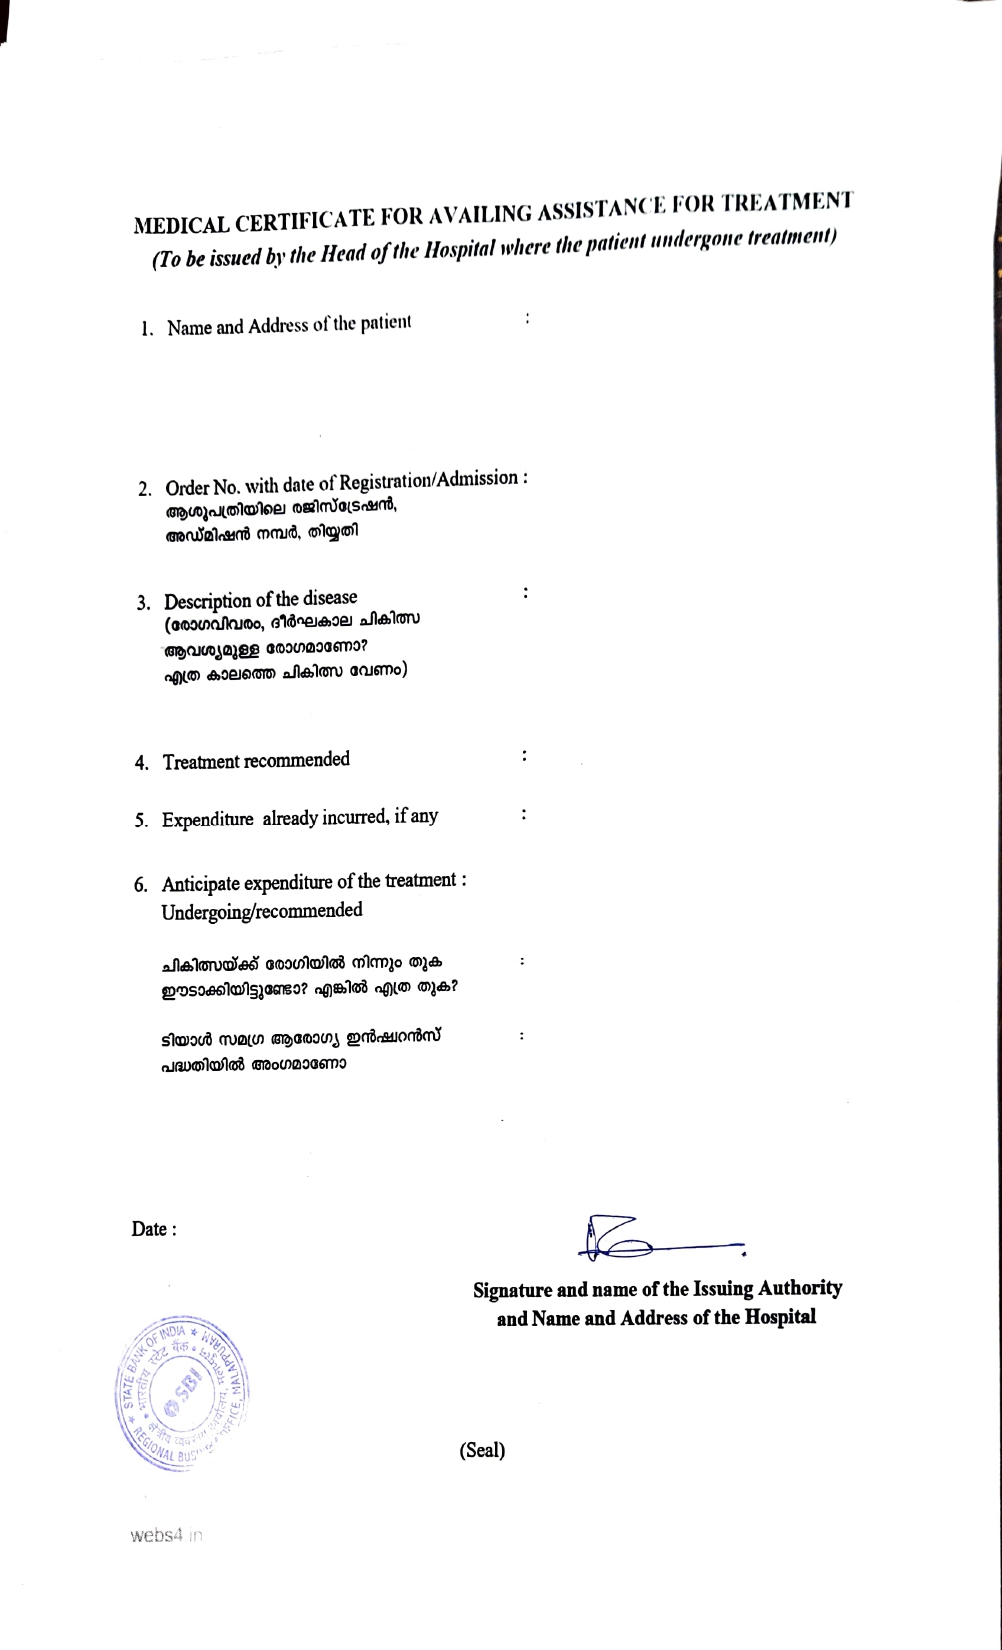 MEDICAL CERTIFICATE FOR AVAILING ASSISTANCE FOR TREATMENT
(To be issued by the Head of the Hospital where the patient undergone treatment)
1. Name and Address of the patient :
2. Order No. with date of Registration/Admission :
ആശുപത്രിയിലെ രജിസ്ട്രേഷൻ,
അഡ്മിഷൻ നമ്പർ, തിയ്യതി
3. Description of the disease :
(രോഗവിവരം, ദീർഘകാല ചികിത്സ
ആവശ്യമുള്ള രോഗമാണോ?
എത്ര കാലത്തെ ചികിത്സ വേണം)
4. Treatment recommended :
5. Expenditure already incurred, if any :
6. Anticipate expenditure of the treatment :
Undergoing/recommended
ചികിത്സയ്ക്ക് രോഗിയിൽ നിന്നും തുക :
ഈടാക്കിയിട്ടുണ്ടോ? എങ്കിൽ എത്ര തുക?
ടിയാൾ സമഗ്ര ആരോഗ്യ ഇൻഷ്വറൻസ് :
പദ്ധതിയിൽ അംഗമാണോ
Date :
Signature and name of the Issuing Authority
and Name and Address of the Hospital
STATE BANK OF INDIA ★ MALAPPURAM
भारतीय स्टेट बैंक
SBI
क्षेत्रीय
REGIONAL
(Seal)
webs4 in